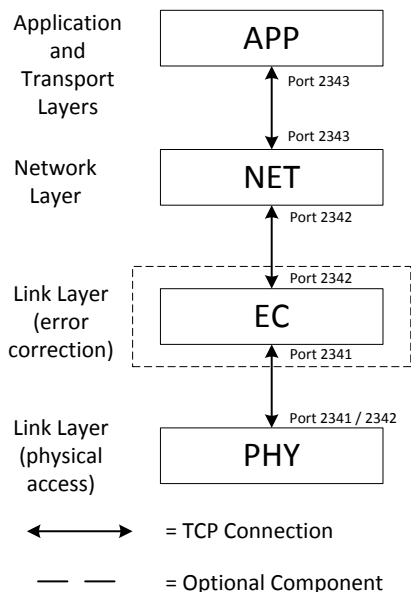 Application
and
Transport
Layers
APP
Port 2343
Port 2343
Network
Layer
NET
Port 2342
Port 2342
Link Layer
(error
correction)
EC
Port 2341
Port 2341 / 2342
Link Layer
(physical
access)
PHY
= TCP Connection
= Optional Component